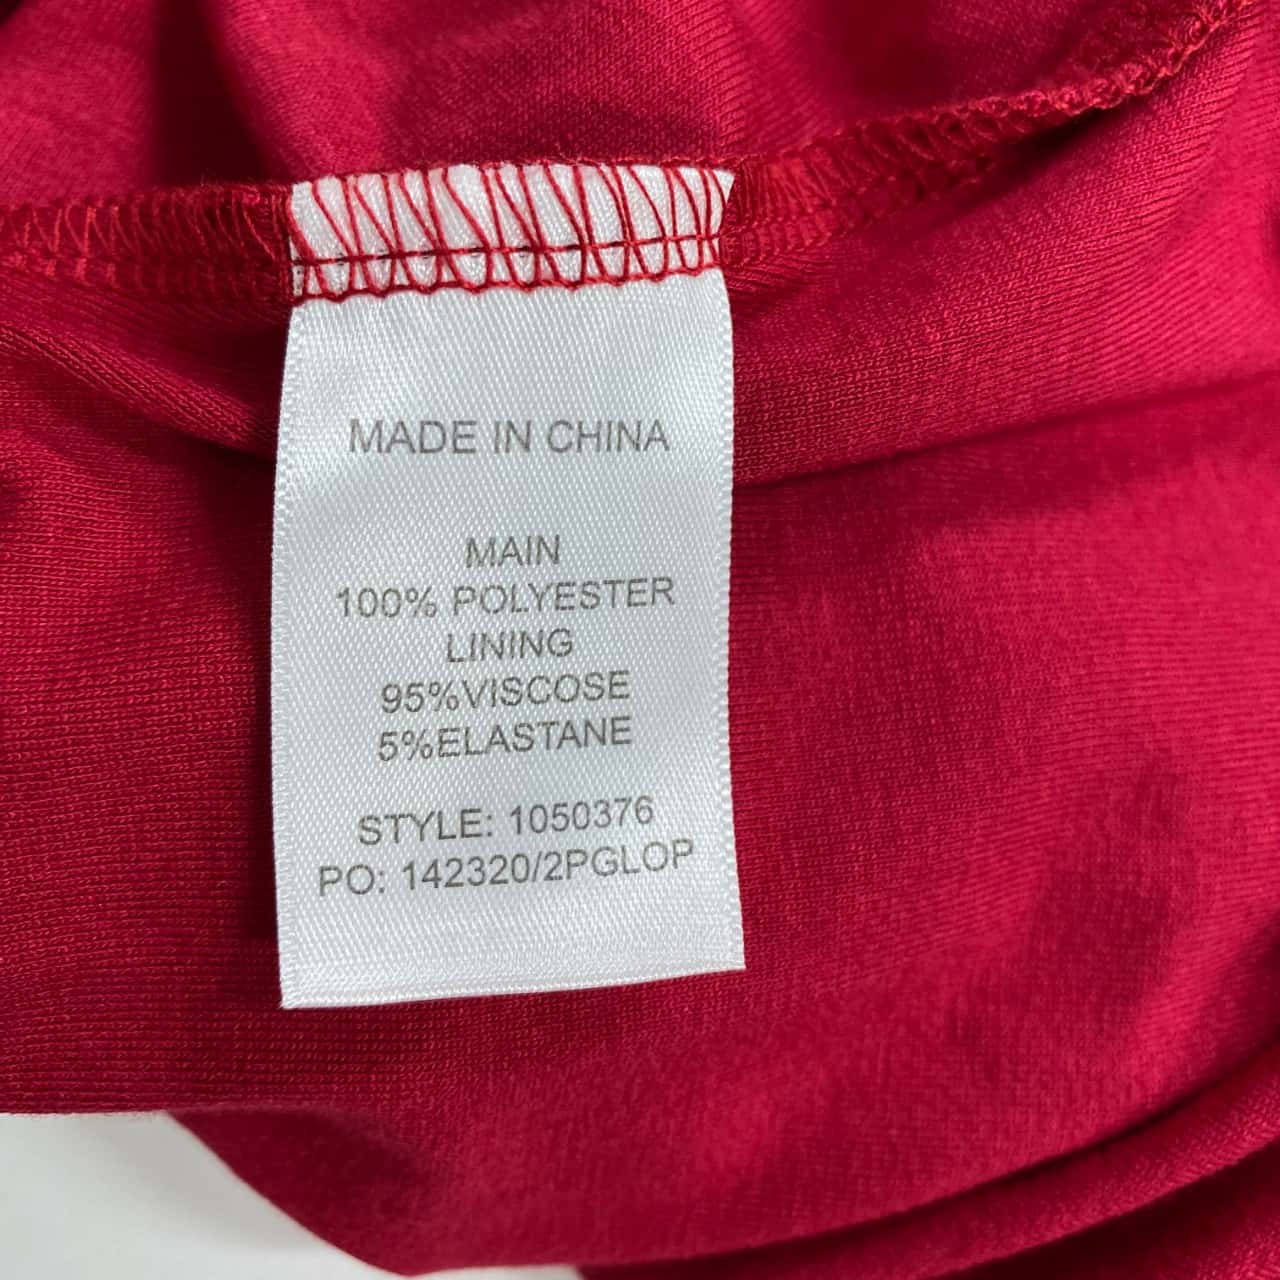 MADE IN CHINA
MAIN
100% POLYESTER
LINING
95%VISCOSE
5%ELASTANE
STYLE: 1050376
PO: 142320/2PGLOP